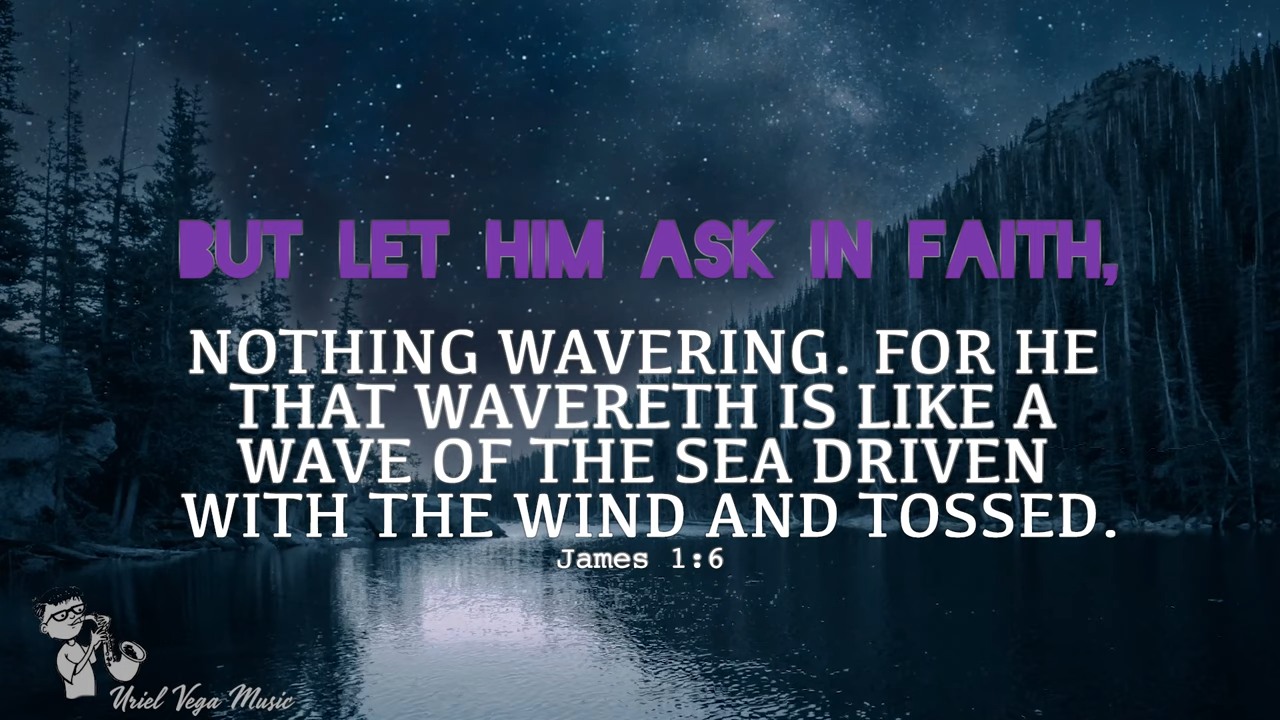 BUT LET HIM ASK IN FAITH,
NOTHING WAVERING. FOR HE
THAT WAVERETH IS LIKE A
WAVE OF THE SEA DRIVEN
WITH THE WIND AND TOSSED.
James 1:6
Uriel Vega Music